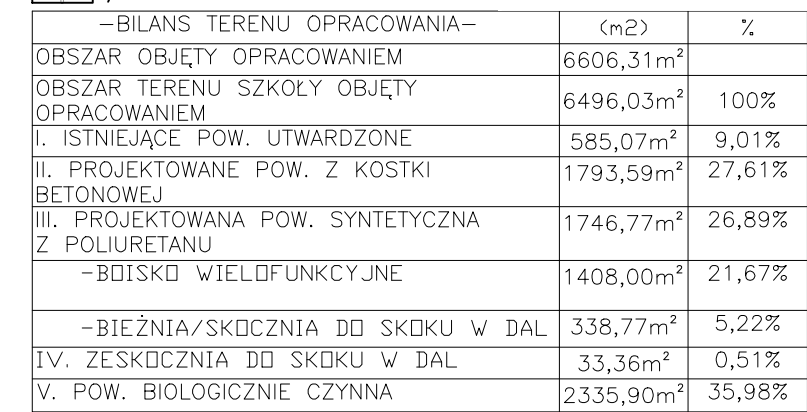 -BILANS TERENU OPRACOWANIA- (m2) %
OBSZAR OBJĘTY OPRACOWANIEM 6606,31m²
OBSZAR TERENU SZKOŁY OBJĘTY
OPRACOWANIEM 6496,03m² 100%
I. ISTNIEJĄCE POW. UTWARDZONE 585,07m² 9,01%
II. PROJEKTOWANE POW. Z KOSTKI 1793,59m² 27,61%
BETONOWEJ
III. PROJEKTOWANA POW. SYNTETYCZNA 1746,77m² 26,89%
Z POLIURETANU
-BOISKO WIELOFUNKCYJNE 1408,00m² 21,67%
-BIEŻNIA/SKOCZNIA DO SKOKU W DAL 338,77m² 5,22%
IV. ZESKOCZNIA DO SKOKU W DAL 33,36m² 0,51%
V. POW. BIOLOGICZNIE CZYNNA 2335,90m² 35,98%